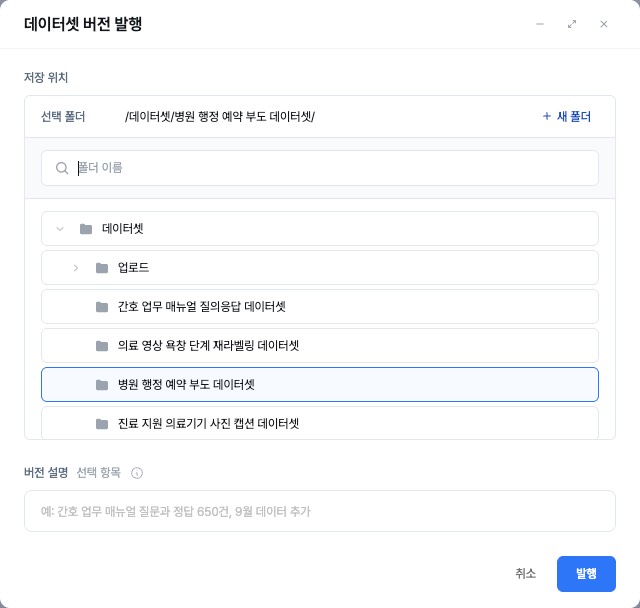 데이터셋 버전 발행
저장 위치
선택 폴더 /데이터셋/병원 행정 예약 부도 데이터셋/ + 새 폴더
폴더 이름
데이터셋
업로드
간호 업무 매뉴얼 질의응답 데이터셋
의료 영상 욕창 단계 재라벨링 데이터셋
병원 행정 예약 부도 데이터셋
진료 지원 의료기기 사진 캡션 데이터셋
버전 설명 선택 항목
예: 간호 업무 매뉴얼 질문과 정답 650건, 9월 데이터 추가
취소 발행